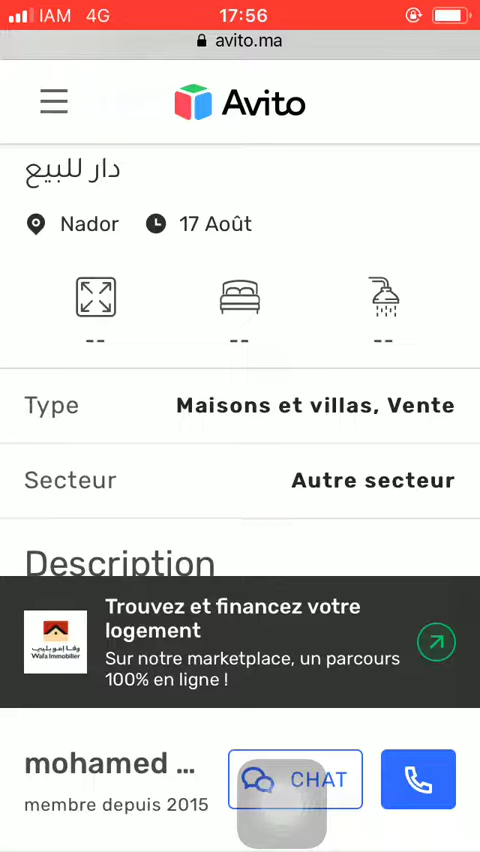 IAM 4G 17:56
avito.ma
Avito
دار للبيع
Nador 17 Août
-- -- --
Type Maisons et villas, Vente
Secteur Autre secteur
Description
Trouvez et financez votre
logement
Sur notre marketplace, un parcours
100% en ligne !
وفا إموبيليي
Wafa Immobilier
mohamed ...
CHAT
membre depuis 2015